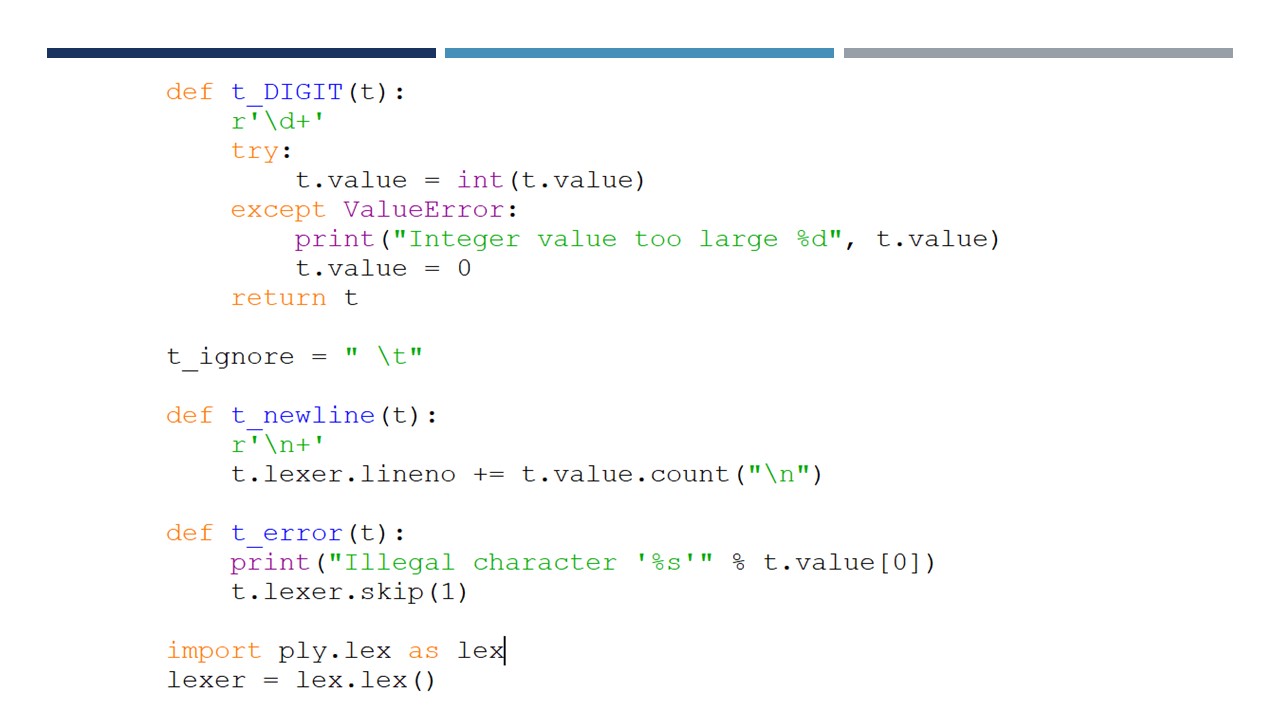 def t_DIGIT(t):
    r'\d+'
    try:
        t.value = int(t.value)
    except ValueError:
        print("Integer value too large %d", t.value)
        t.value = 0
    return t

t_ignore = " \t"

def t_newline(t):
    r'\n+'
    t.lexer.lineno += t.value.count("\n")

def t_error(t):
    print("Illegal character '%s'" % t.value[0])
    t.lexer.skip(1)

import ply.lex as lex
lexer = lex.lex()